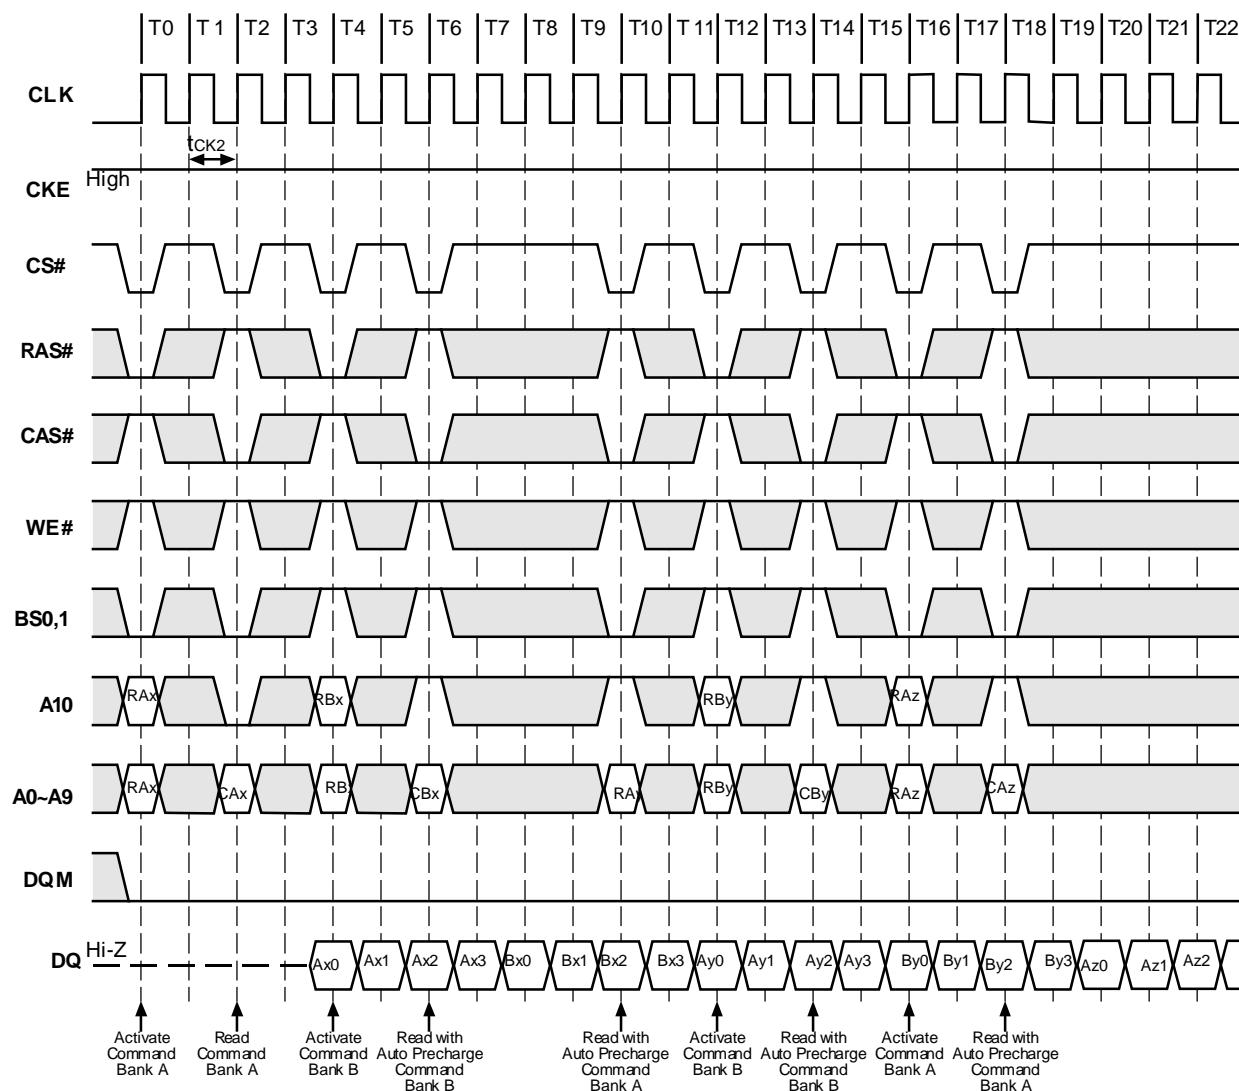 T0 T1 T2 T3 T4 T5 T6 T7 T8 T9 T10 T11 T12 T13 T14 T15 T16 T17 T18 T19 T20 T21 T22
CLK
tCK2
High
CKE
CS#
RAS#
CAS#
WE#
BS0,1
RAx RBx RBy RAz
A10
RAx CAx RB CBx RA RBy CBy RAz CAz
A0~A9
DQM
Hi-Z
DQ
Ax0 Ax1 Ax2 Ax3 Bx0 Bx1 Bx2 Bx3 Ay0 Ay1 Ay2 Ay3 By0 By1 By2 By3 Az0 Az1 Az2
Activate
Command
Bank A
Read
Command
Bank A
Activate
Command
Bank B
Read with
Auto Precharge
Command
Bank B
Read with
Auto Precharge
Command
Bank A
Activate
Command
Bank B
Read with
Auto Precharge
Command
Bank B
Activate
Command
Bank A
Read with
Auto Precharge
Command
Bank A